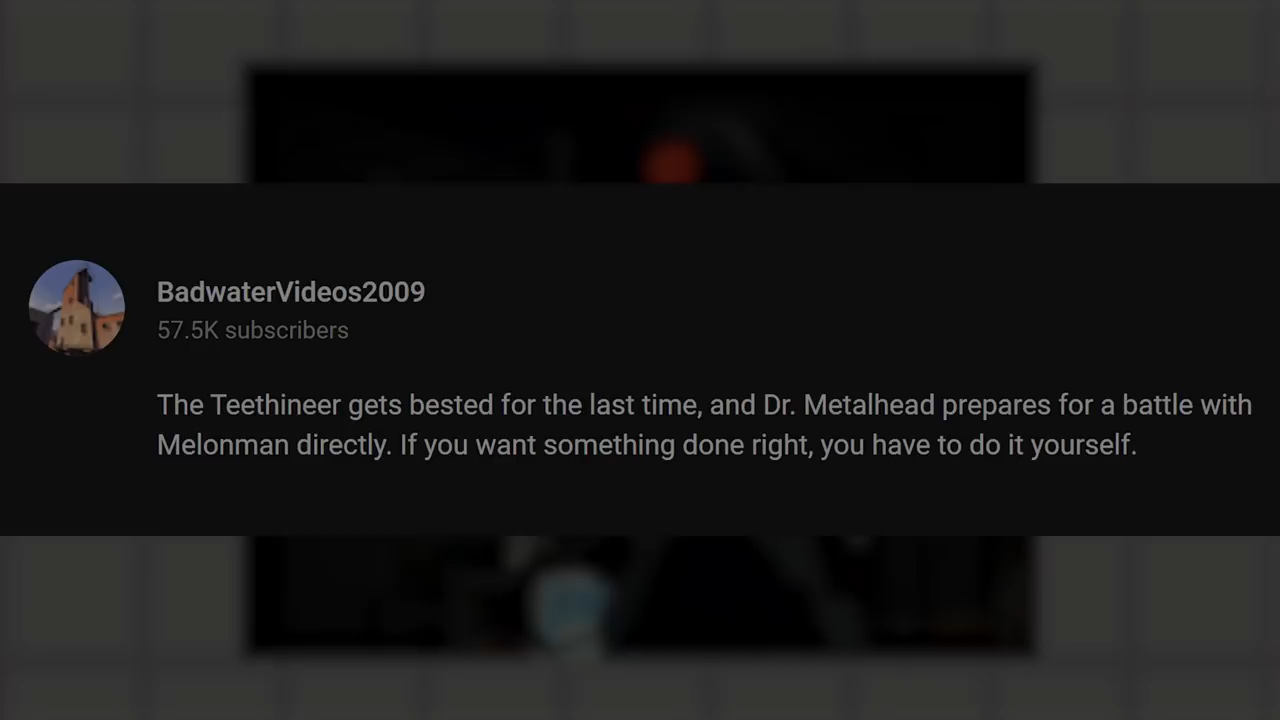 BadwaterVideos2009
57.5K subscribers
The Teethineer gets bested for the last time, and Dr. Metalhead prepares for a battle with
Melonman directly. If you want something done right, you have to do it yourself.